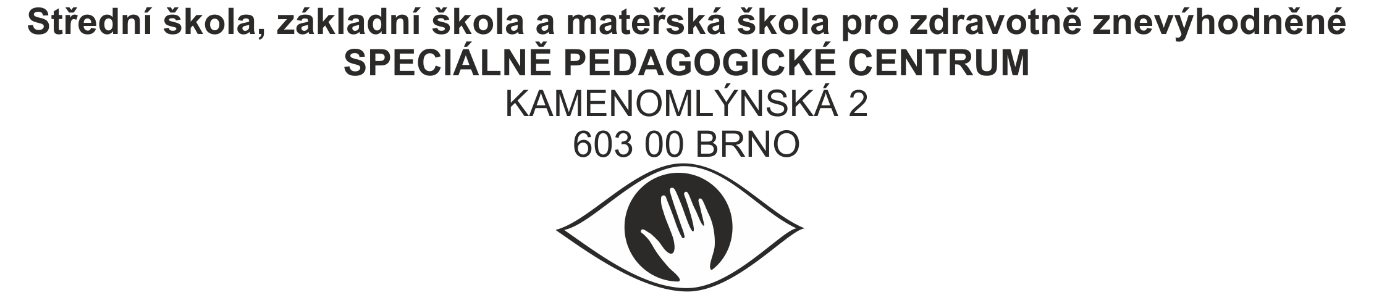 Střední škola, základní škola a mateřská škola pro zdravotně znevýhodněné
SPECIÁLNĚ PEDAGOGICKÉ CENTRUM
KAMENOMLÝNSKÁ 2
603 00 BRNO